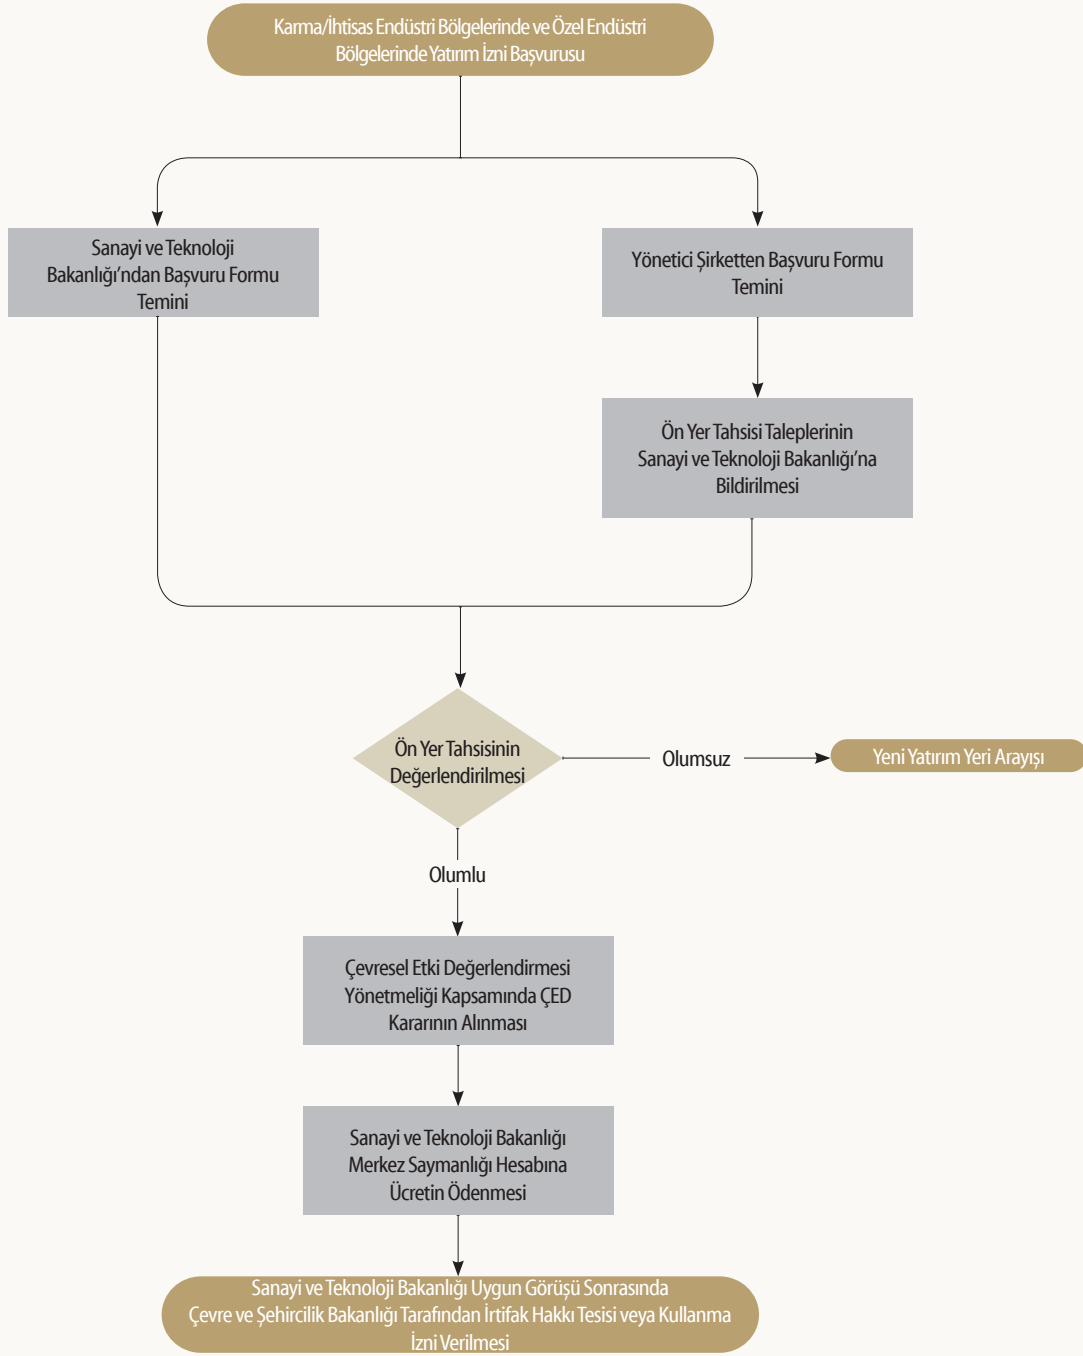 Karma/İhtisas Endüstri Bölgelerinde ve Özel Endüstri
Bölgelerinde Yatırım İzni Başvurusu
Sanayi ve Teknoloji
Bakanlığı’ndan Başvuru Formu
Temini
Yönetici Şirketten Başvuru Formu
Temini
Ön Yer Tahsisi Taleplerinin
Sanayi ve Teknoloji Bakanlığı’na
Bildirilmesi
Ön Yer Tahsisinin
Değerlendirilmesi
Olumsuz
Yeni Yatırım Yeri Arayışı
Olumlu
Çevresel Etki Değerlendirmesi
Yönetmeliği Kapsamında ÇED
Kararının Alınması
Sanayi ve Teknoloji Bakanlığı
Merkez Saymanlığı Hesabına
Ücretin Ödenmesi
Sanayi ve Teknoloji Bakanlığı Uygun Görüşü Sonrasında
Çevre ve Şehircilik Bakanlığı Tarafından İrtifak Hakkı Tesisi veya Kullanma
İzni Verilmesi